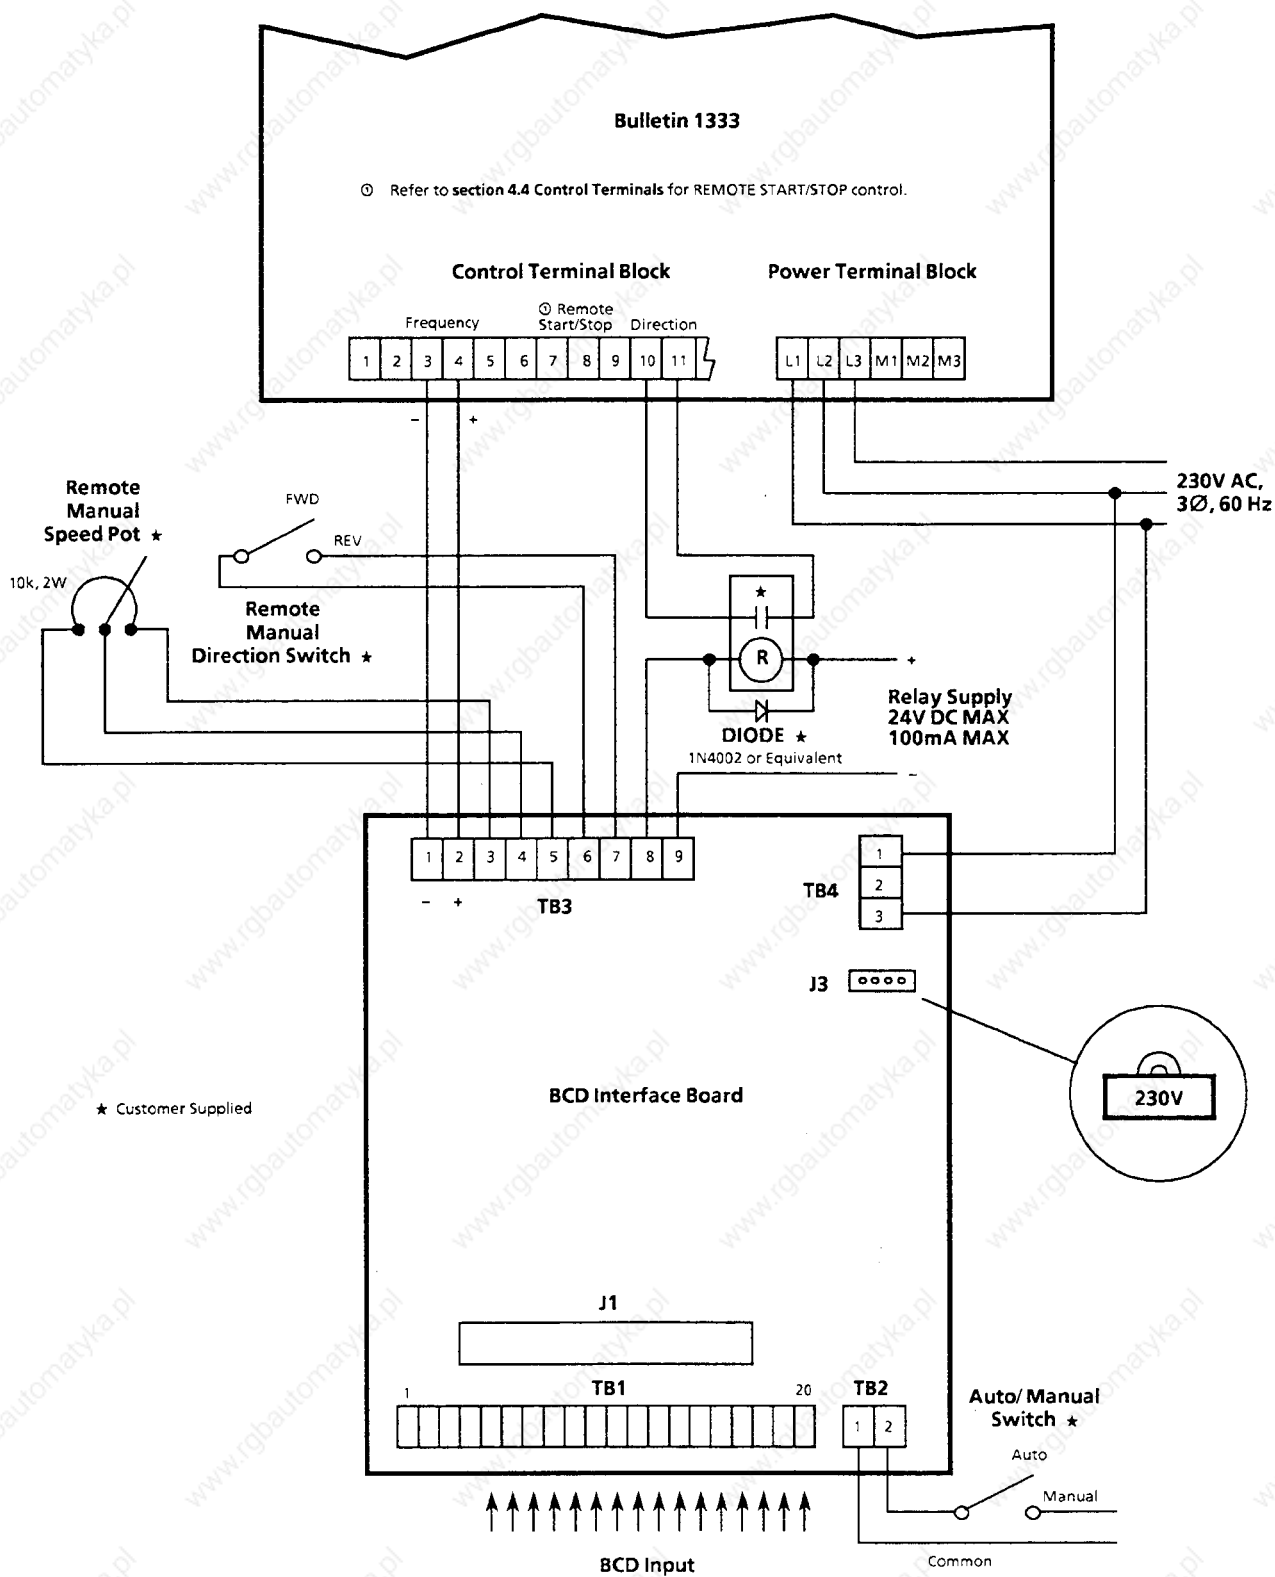 Bulletin 1333
① Refer to section 4.4 Control Terminals for REMOTE START/STOP control.
Control Terminal Block
Power Terminal Block
Frequency
① Remote
Start/Stop
Direction
1 2 3 4 5 6 7 8 9 10 11
L1 L2 L3 M1 M2 M3
- +
230V AC,
3Ø, 60 Hz
Remote
Manual
Speed Pot ★
10k, 2W
FWD
REV
Remote
Manual
Direction Switch ★
★
R
+
Relay Supply
24V DC MAX
100mA MAX
DIODE ★
1N4002 or Equivalent
-
1 2 3 4 5 6 7 8 9
- +
TB3
TB4
1
2
3
J3
230V
BCD Interface Board
★ Customer Supplied
J1
1
TB1
20
TB2
1 2
Auto/Manual
Switch ★
Auto
Manual
Common
BCD Input
www.rgbautomatyka.pl